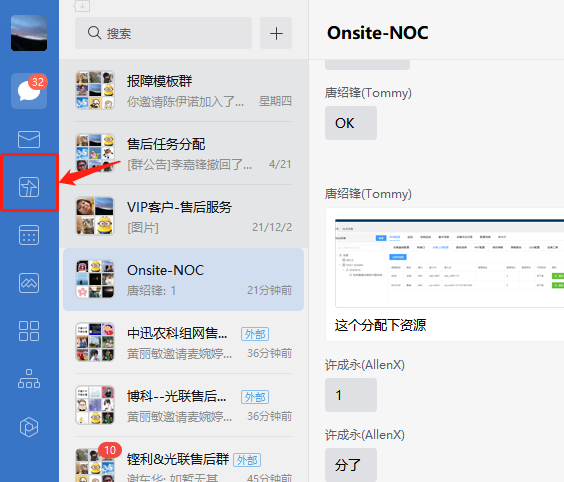 32
搜索
报障模板群
你邀请陈伊诺加入了...
星期四
售后任务分配
[群公告]李嘉锋撤回了...
4/21
VIP客户-售后服务
[图片]
21/12/2
Onsite-NOC
唐绍锋: 1
21分钟前
中迅农科组网售...
外部
黄丽敏邀请麦婉婷...
36分钟前
博科--光联售后...
外部
黄丽敏邀请麦婉婷...
36分钟前
10
铿利&光联售后群
外部
谢东华: 如暂无其...
45分钟前
Onsite-NOC
唐绍锋(Tommy)
OK
唐绍锋(Tommy)
这个分配下资源
许成永(AllenX)
1
许成永(AllenX)
分了